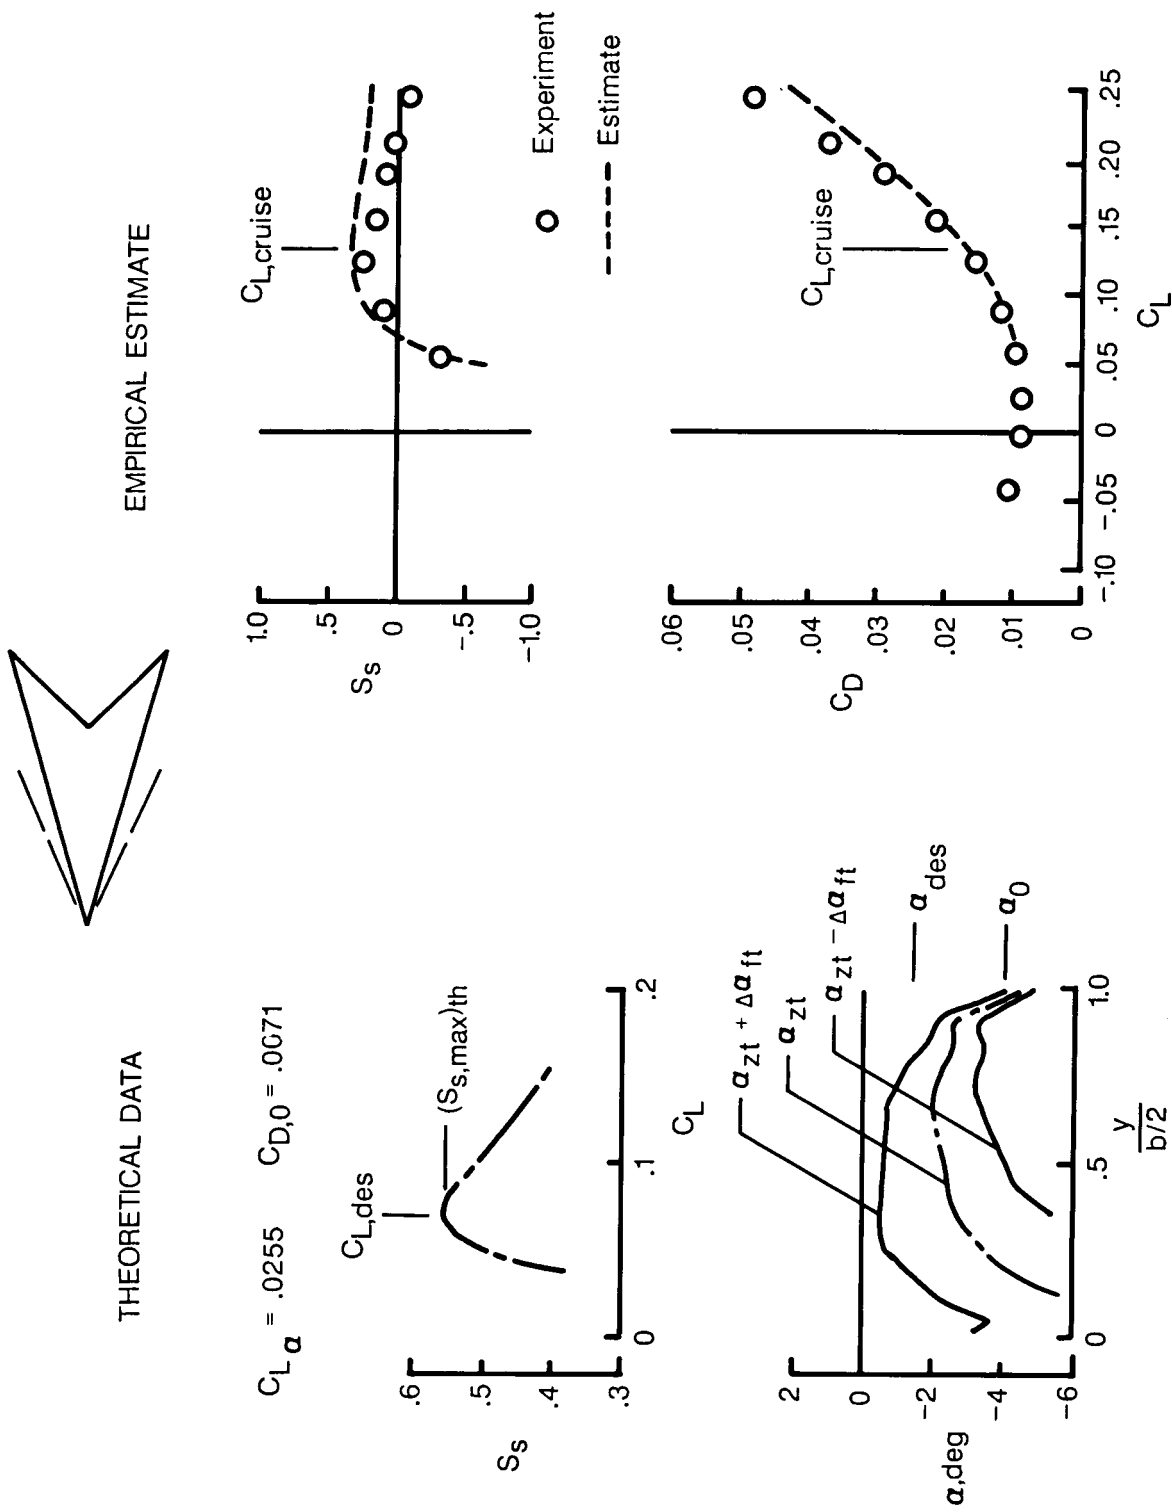 THEORETICAL DATA
EMPIRICAL ESTIMATE
C_Lα = .0255 C_D,0 = .0071
C_L,des
(S_s,max)th
S_s
.6
.5
.4
.3
0
.1
.2
C_L
α_zt + Δα_ft
α_zt
α_zt − Δα_ft
α_des
α_0
α,deg
2
0
−2
−4
−6
0
.5
1.0
y
b/2
C_L,cruise
S_s
1.0
.5
0
−.5
−1.0
Experiment
Estimate
C_L,cruise
C_D
.06
.05
.04
.03
.02
.01
0
−.10
−.05
0
.05
.10
.15
.20
.25
C_L